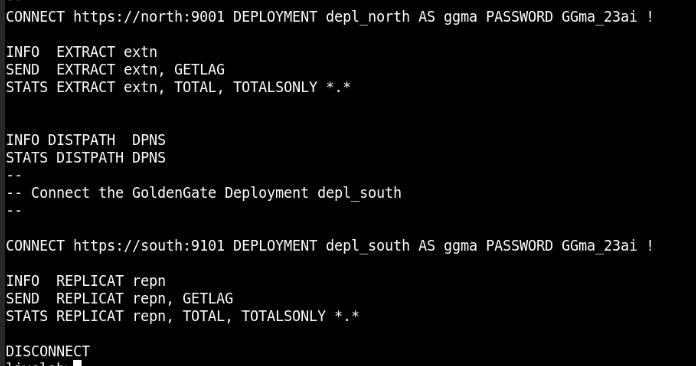 CONNECT https://north:9001 DEPLOYMENT depl_north AS ggma PASSWORD GGma_23ai !
INFO  EXTRACT extn
SEND  EXTRACT extn, GETLAG
STATS EXTRACT extn, TOTAL, TOTALSONLY *.*
INFO DISTPATH  DPNS
STATS DISTPATH DPNS
--
-- Connect the GoldenGate Deployment depl_south
--
CONNECT https://south:9101 DEPLOYMENT depl_south AS ggma PASSWORD GGma_23ai !
INFO  REPLICAT repn
SEND  REPLICAT repn, GETLAG
STATS REPLICAT repn, TOTAL, TOTALSONLY *.*
DISCONNECT